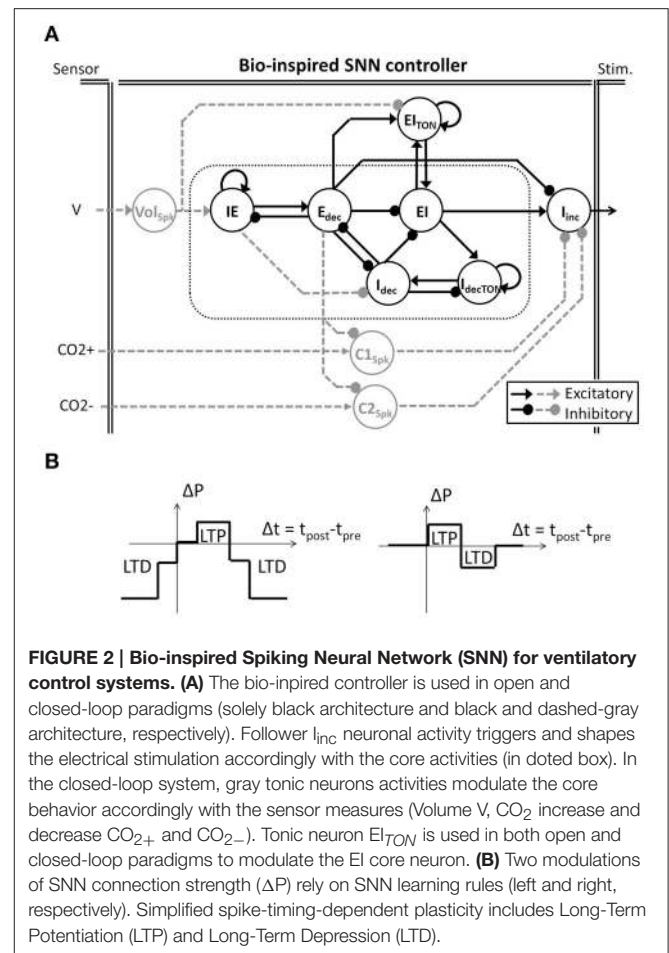 A
Sensor
Bio-inspired SNN controller
Stim.
EI_TON
V
Vol_Spk
IE
E_dec
EI
I_inc
I_dec
I_decTON
CO2+
C1_Spk
CO2-
C2_Spk
Excitatory
Inhibitory
B
ΔP
LTP
Δt = t_post-t_pre
LTD
LTD
ΔP
LTP
Δt = t_post-t_pre
LTD
FIGURE 2 | Bio-inspired Spiking Neural Network (SNN) for ventilatory
control systems. (A) The bio-inpired controller is used in open and
closed-loop paradigms (solely black architecture and black and dashed-gray
architecture, respectively). Follower I_inc neuronal activity triggers and shapes
the electrical stimulation accordingly with the core activities (in doted box). In
the closed-loop system, gray tonic neurons activities modulate the core
behavior accordingly with the sensor measures (Volume V, CO₂ increase and
decrease CO₂₊ and CO₂₋). Tonic neuron EI_TON is used in both open and
closed-loop paradigms to modulate the EI core neuron. (B) Two modulations
of SNN connection strength (ΔP) rely on SNN learning rules (left and right,
respectively). Simplified spike-timing-dependent plasticity includes Long-Term
Potentiation (LTP) and Long-Term Depression (LTD).